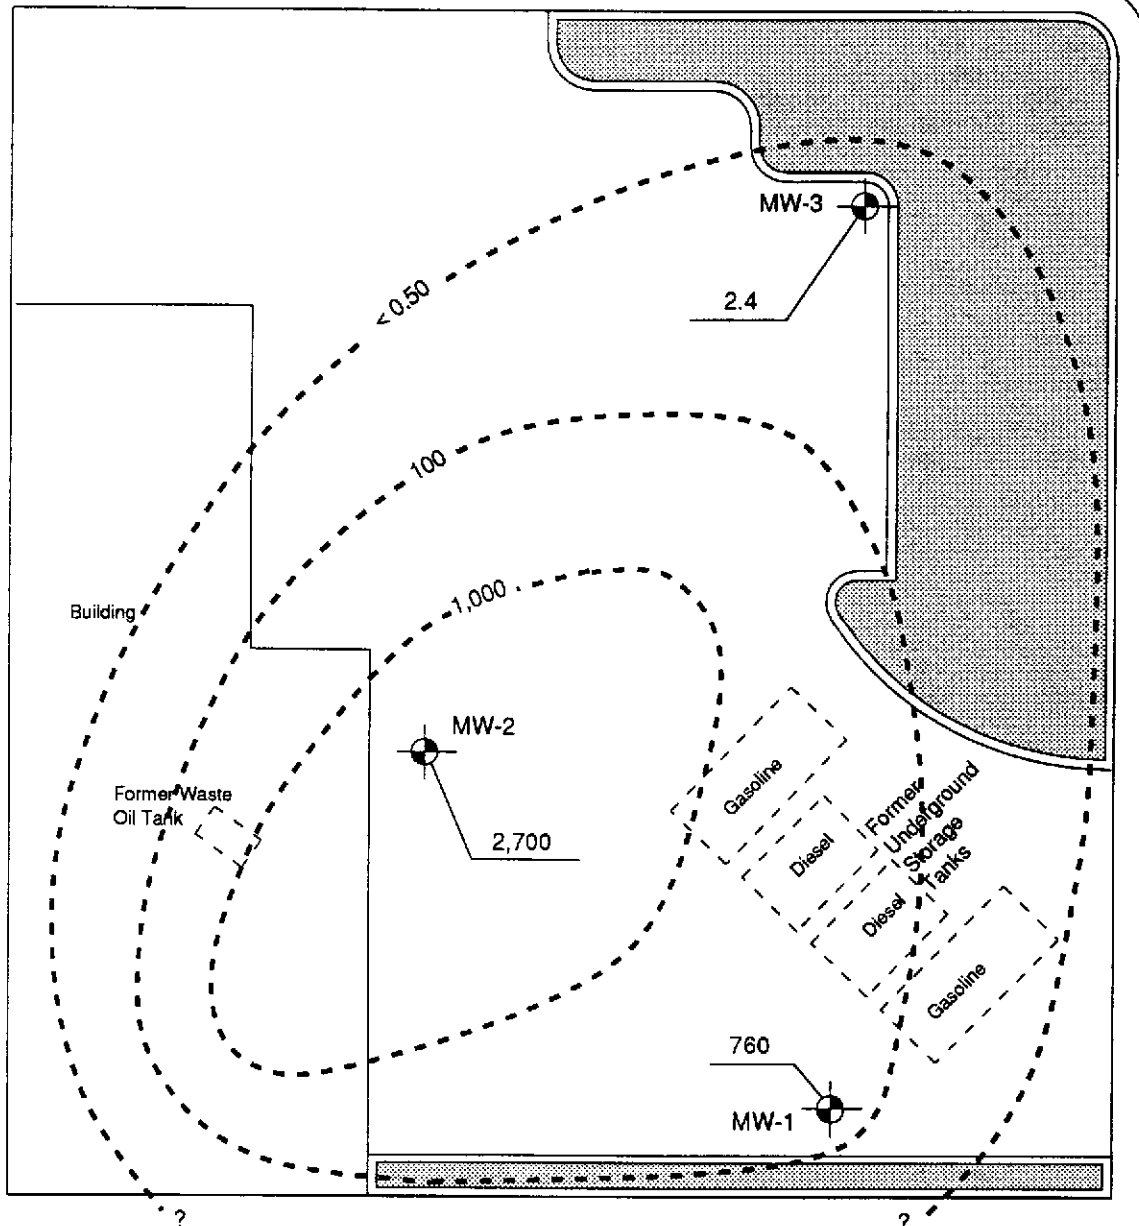 MW-3
< 0.50
2.4
100
1,000
Building
MW-2
Gasoline
Former Waste
Oil Tank
Former
Underground
Storage
Tanks
2,700
Diesel
Diesel
Gasoline
760
MW-1
?
?